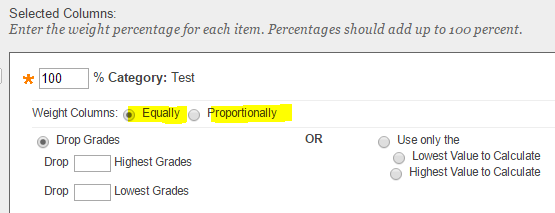 Selected Columns:
Enter the weight percentage for each item. Percentages should add up to 100 percent.
* 100 % Category: Test
Weight Columns: Equally Proportionally
Drop Grades OR Use only the
Drop Highest Grades Lowest Value to Calculate
Highest Value to Calculate
Drop Lowest Grades